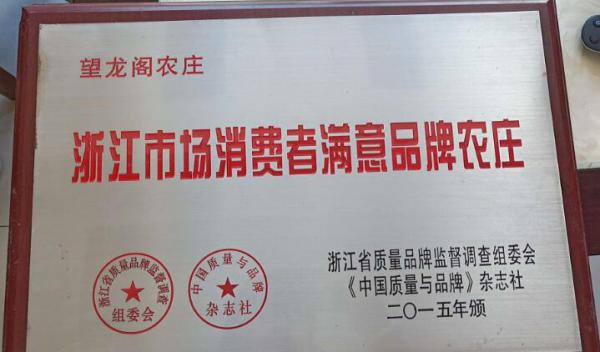 望龙阁农庄
浙江市场消费者满意品牌农庄
浙江省质量品牌监督调查
组委会
中国质量与品牌
杂志社
浙江省质量品牌监督调查组委会
《中国质量与品牌》杂志社
二〇一五年颁